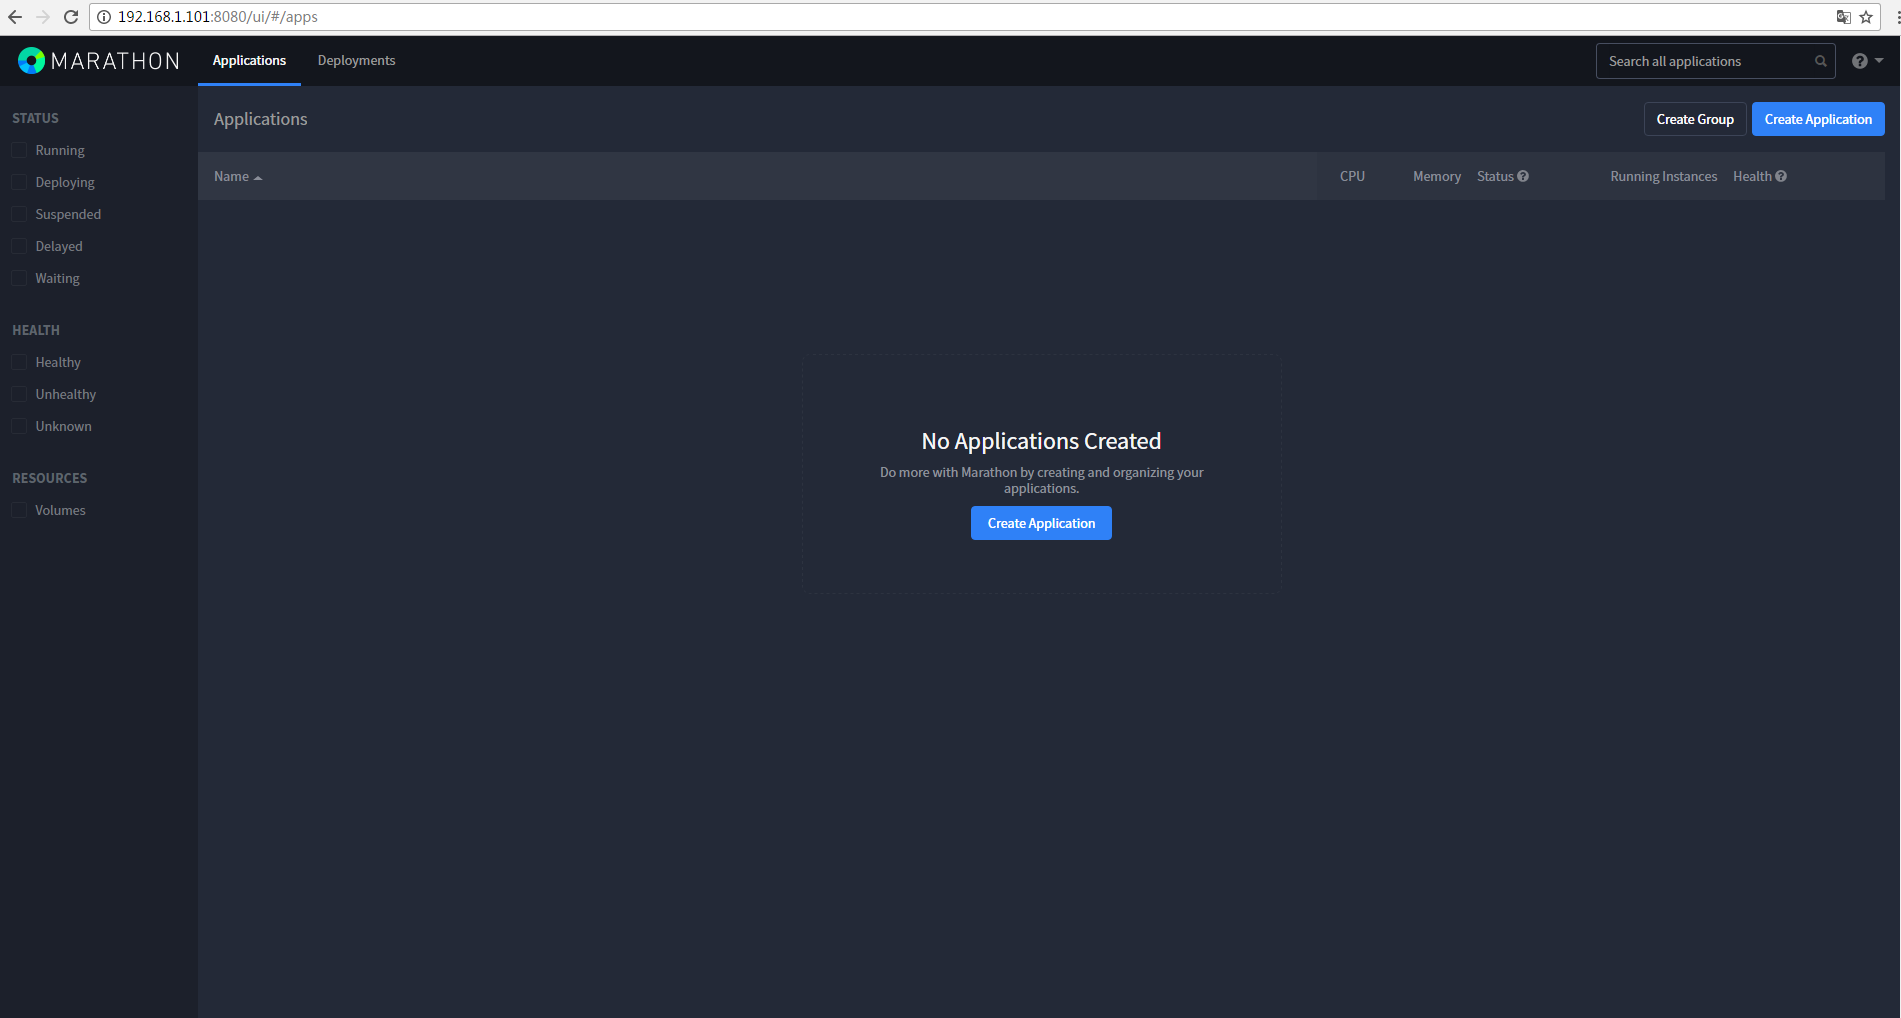 192.168.1.101:8080/ui/#/apps
MARATHON Applications Deployments Search all applications
Applications Create Group Create Application
Name CPU Memory Status Running Instances Health
STATUS
Running
Deploying
Suspended
Delayed
Waiting
HEALTH
Healthy
Unhealthy
Unknown
RESOURCES
Volumes
No Applications Created
Do more with Marathon by creating and organizing your
applications.
Create Application